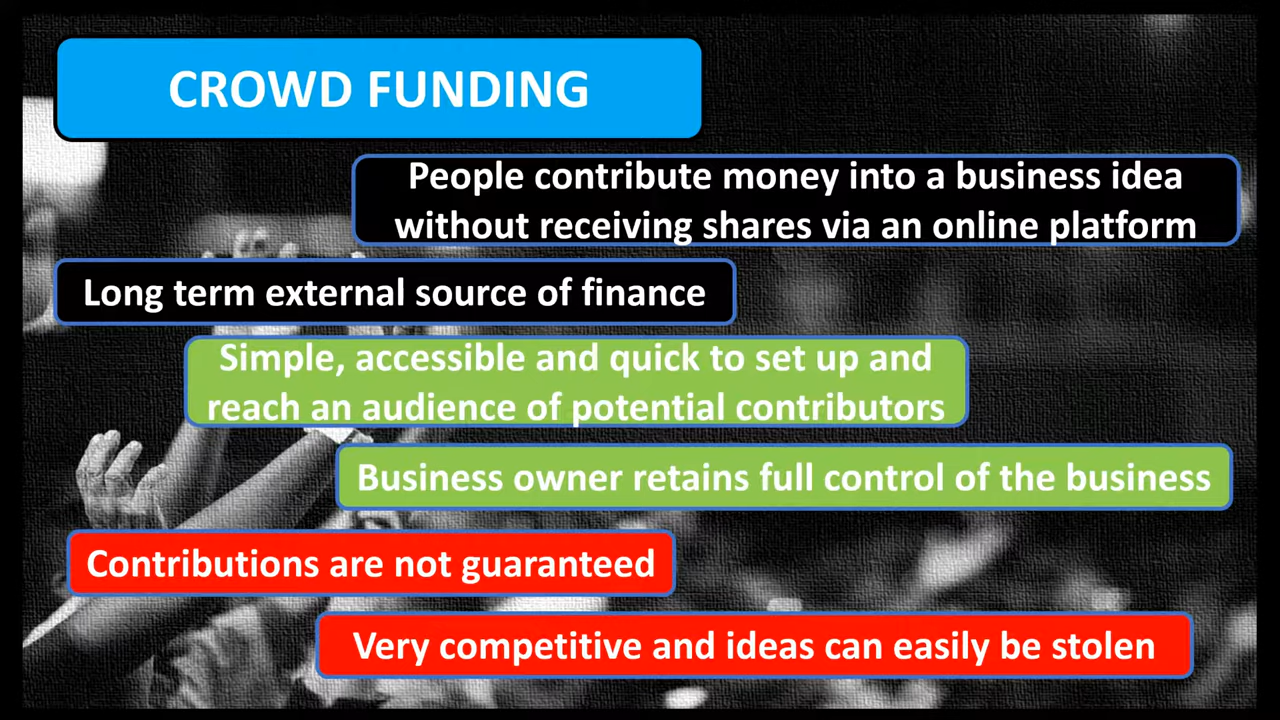 CROWD FUNDING
People contribute money into a business idea
without receiving shares via an online platform
Long term external source of finance
Simple, accessible and quick to set up and
reach an audience of potential contributors
Business owner retains full control of the business
Contributions are not guaranteed
Very competitive and ideas can easily be stolen